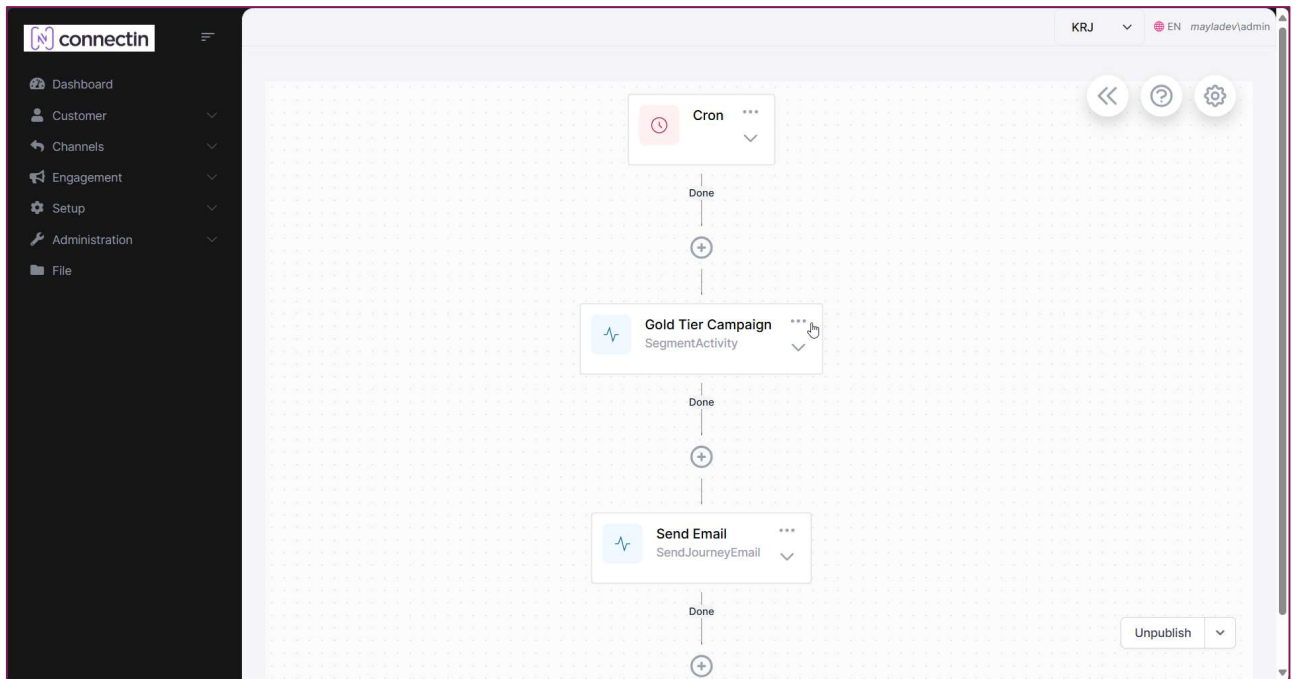 connectin
KRJ
EN mayladev\admin
Dashboard
Customer
Channels
Engagement
Setup
Administration
File
Cron
Done
Gold Tier Campaign
SegmentActivity
Done
Send Email
SendJourneyEmail
Done
Unpublish